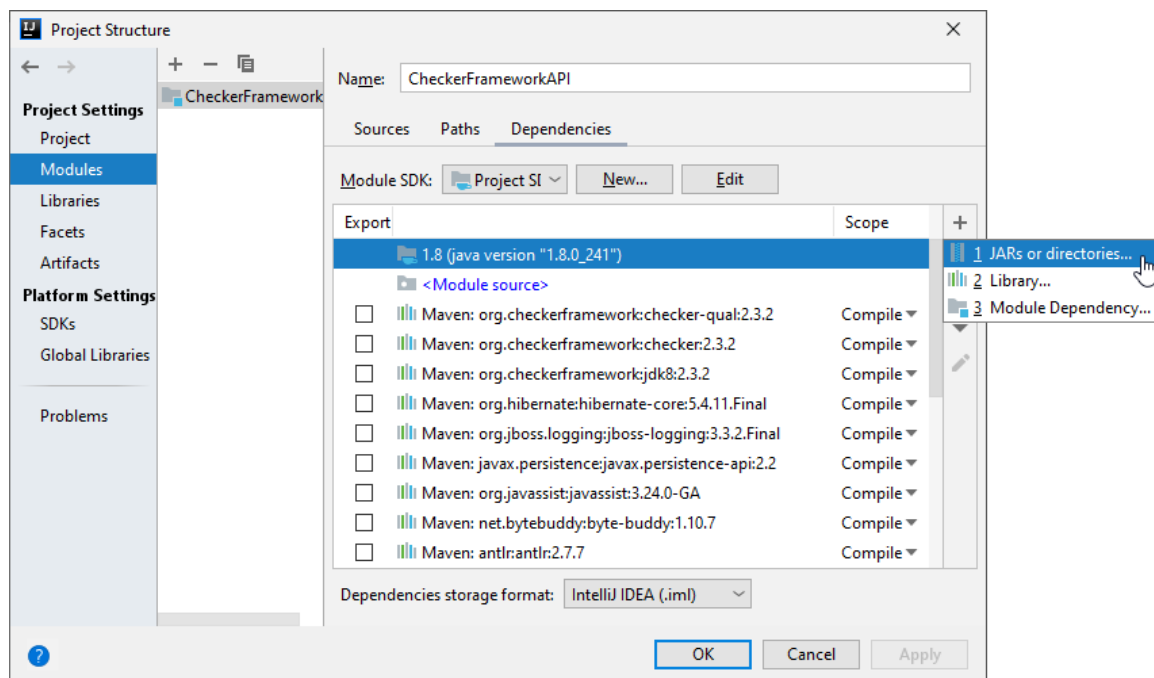 Project Structure
CheckerFramework
Project Settings
Project
Modules
Libraries
Facets
Artifacts
Platform Settings
SDKs
Global Libraries
Problems
Name: CheckerFrameworkAPI
Sources Paths Dependencies
Module SDK: Project SI New... Edit
Export Scope
1.8 (java version "1.8.0_241")
<Module source>
Maven: org.checkerframework:checker-qual:2.3.2 Compile
Maven: org.checkerframework:checker:2.3.2 Compile
Maven: org.checkerframework:jdk8:2.3.2 Compile
Maven: org.hibernate:hibernate-core:5.4.11.Final Compile
Maven: org.jboss.logging:jboss-logging:3.3.2.Final Compile
Maven: javax.persistence:javax.persistence-api:2.2 Compile
Maven: org.javassist:javassist:3.24.0-GA Compile
Maven: net.bytebuddy:byte-buddy:1.10.7 Compile
Maven: antlr:antlr:2.7.7 Compile
1 JARs or directories...
2 Library...
3 Module Dependency...
Dependencies storage format: IntelliJ IDEA (.iml)
? OK Cancel Apply